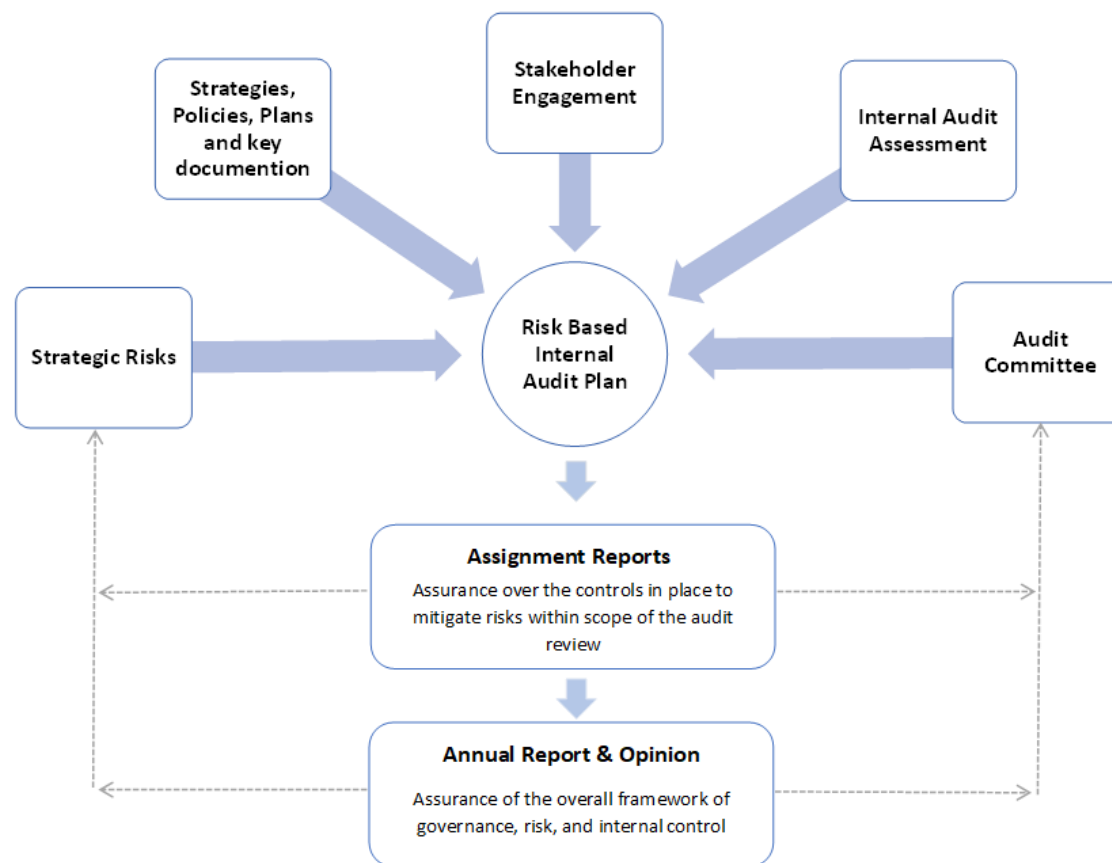 Stakeholder
Engagement
Strategies,
Policies, Plans
and key
documention
Internal Audit
Assessment
Strategic Risks
Risk Based
Internal
Audit Plan
Audit
Committee
Assignment Reports
Assurance over the controls in place to
mitigate risks within scope of the audit
review
Annual Report & Opinion
Assurance of the overall framework of
governance, risk, and internal control